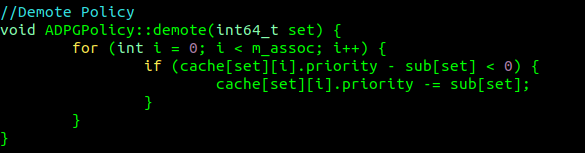 //Demote Policy
void ADPGPolicy::demote(int64_t set) {
        for (int i = 0; i < m_assoc; i++) {
                if (cache[set][i].priority - sub[set] < 0) {
                        cache[set][i].priority -= sub[set];
                }
        }
}